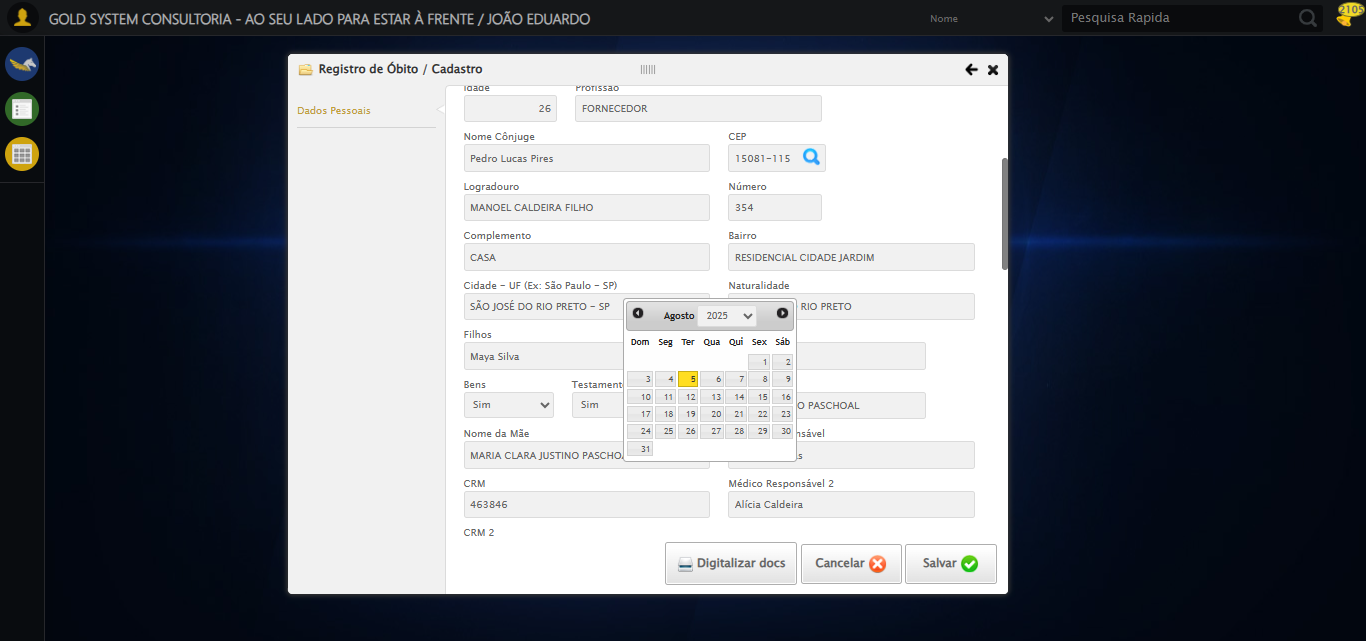 GOLD SYSTEM CONSULTORIA - AO SEU LADO PARA ESTAR À FRENTE / JOÃO EDUARDO
Nome
Pesquisa Rapida
2105
Registro de Óbito / Cadastro
Dados Pessoais
Idade Profissão
26 FORNECEDOR
Nome Cônjuge CEP
Pedro Lucas Pires 15081-115
Logradouro Número
MANOEL CALDEIRA FILHO 354
Complemento Bairro
CASA RESIDENCIAL CIDADE JARDIM
Cidade - UF (Ex: São Paulo - SP) Naturalidade
SÃO JOSÉ DO RIO PRETO - SP RIO PRETO
Agosto 2025
Dom Seg Ter Qua Qui Sex Sáb
1 2
3 4 5 6 7 8 9
10 11 12 13 14 15 16
17 18 19 20 21 22 23
24 25 26 27 28 29 30
31
Filhos
Maya Silva
Bens Testamento
Sim Sim O PASCHOAL
Nome da Mãe
MARIA CLARA JUSTINO PASCHOA
CRM Médico Responsável 2
463846 Alícia Caldeira
CRM 2
Digitalizar docs Cancelar Salvar